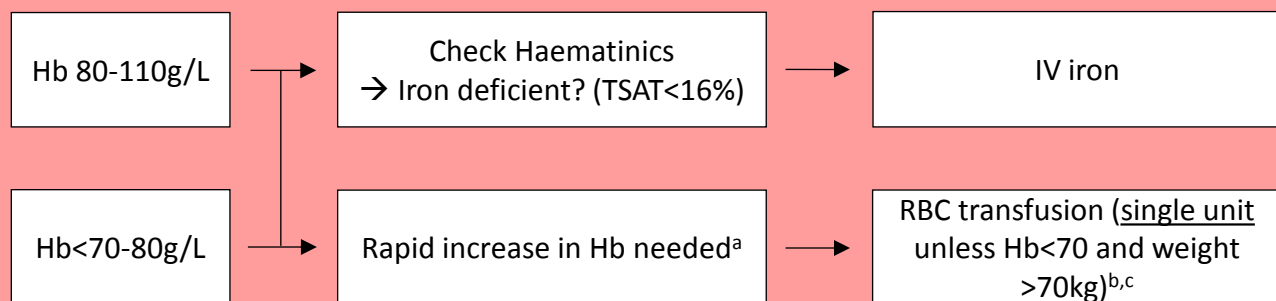 Hb 80-110g/L
Check Haematinics
→ Iron deficient? (TSAT<16%)
IV iron
Hb<70-80g/L
Rapid increase in Hb neededᵃ
RBC transfusion (single unit
unless Hb<70 and weight
>70kg)ᵇ,ᶜ